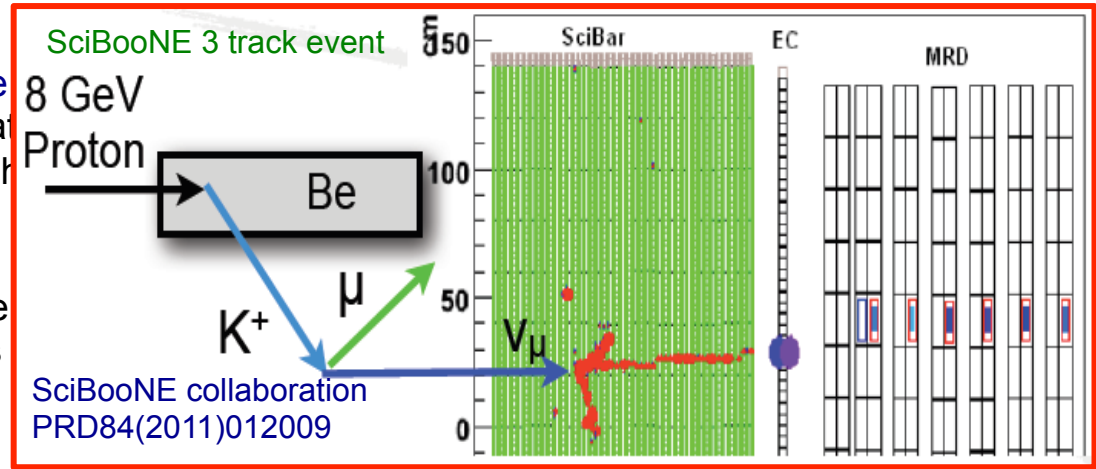 SciBooNE 3 track event
8 GeV
Proton
Be
K+
μ
νμ
SciBooNE collaboration
PRD84(2011)012009
cm
150
100
50
0
SciBar
EC
MRD